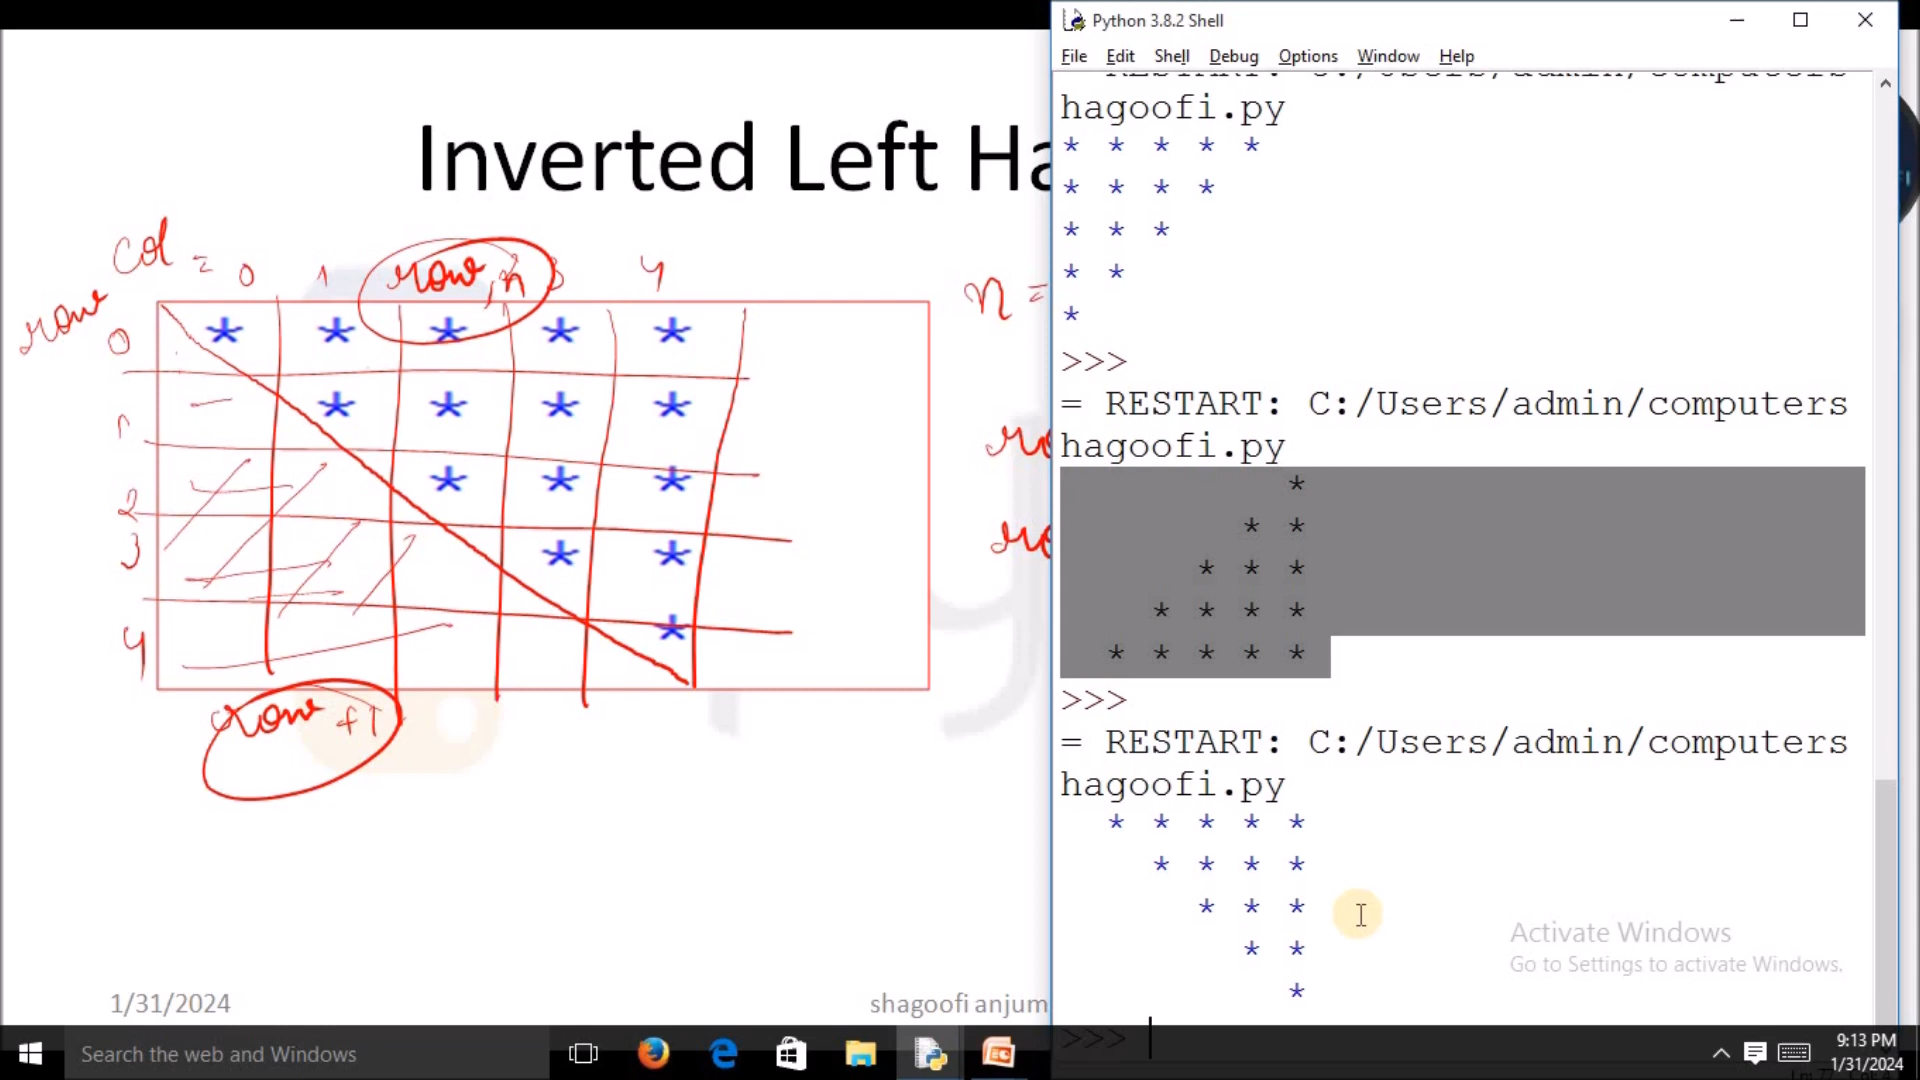 Inverted Left Ha
col = 0 1 row, n 3 4
row
0 * * * * *
1 * * * *
2 * * *
3 * *
4 *
row +1
n =
1/31/2024
shagoofi anjum
Python 3.8.2 Shell
File Edit Shell Debug Options Window Help
hagoofi.py
* * * * *
* * * *
* * *
* *
*
>>>
= RESTART: C:/Users/admin/computers
hagoofi.py
*
* *
* * *
* * * *
* * * * *
>>>
= RESTART: C:/Users/admin/computers
hagoofi.py
* * * * *
* * * *
* * *
* *
*
>>>
Activate Windows
Go to Settings to activate Windows.
Search the web and Windows
9:13 PM
1/31/2024